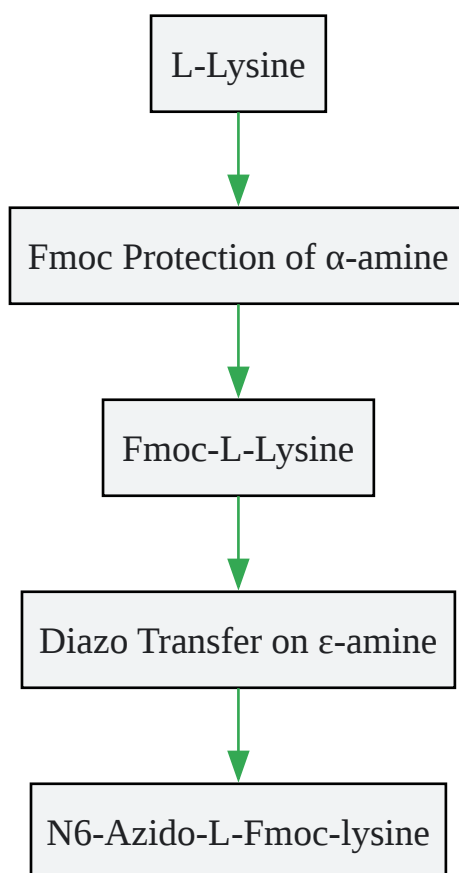 L-Lysine
Fmoc Protection of α-amine
Fmoc-L-Lysine
Diazo Transfer on ε-amine
N6-Azido-L-Fmoc-lysine